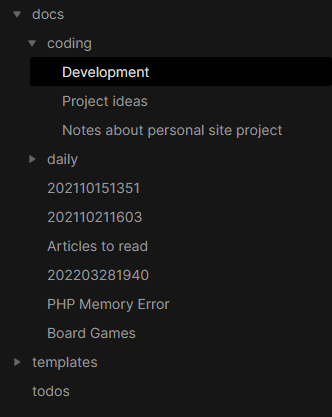 docs
coding
Development
Project ideas
Notes about personal site project
daily
202110151351
202110211603
Articles to read
202203281940
PHP Memory Error
Board Games
templates
todos